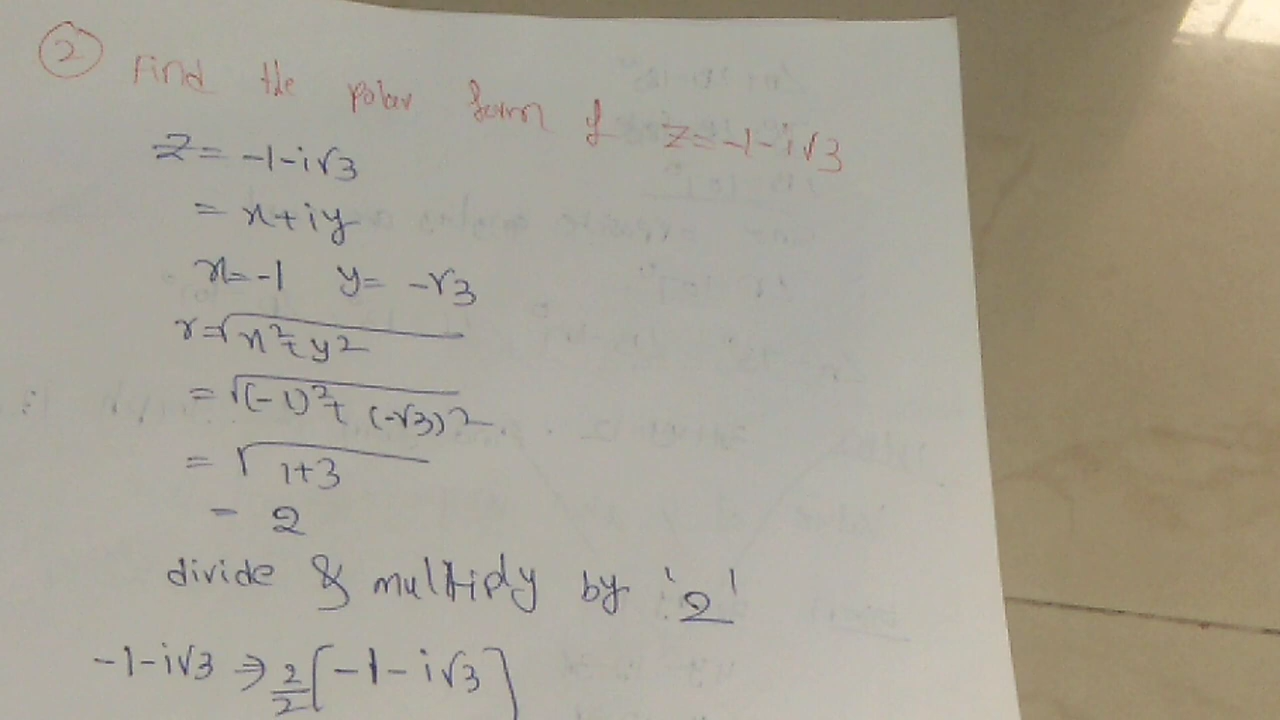 2 Find the polar form of z=-1-i√3
z= -1-i√3
= x+iy
x=-1 y= -√3
r=√x²+y²
= √(-1)²+(-√3)²
= √1+3
= 2
divide & multiply by '2'
-1-i√3 ⇒ 2/2[-1-i√3]